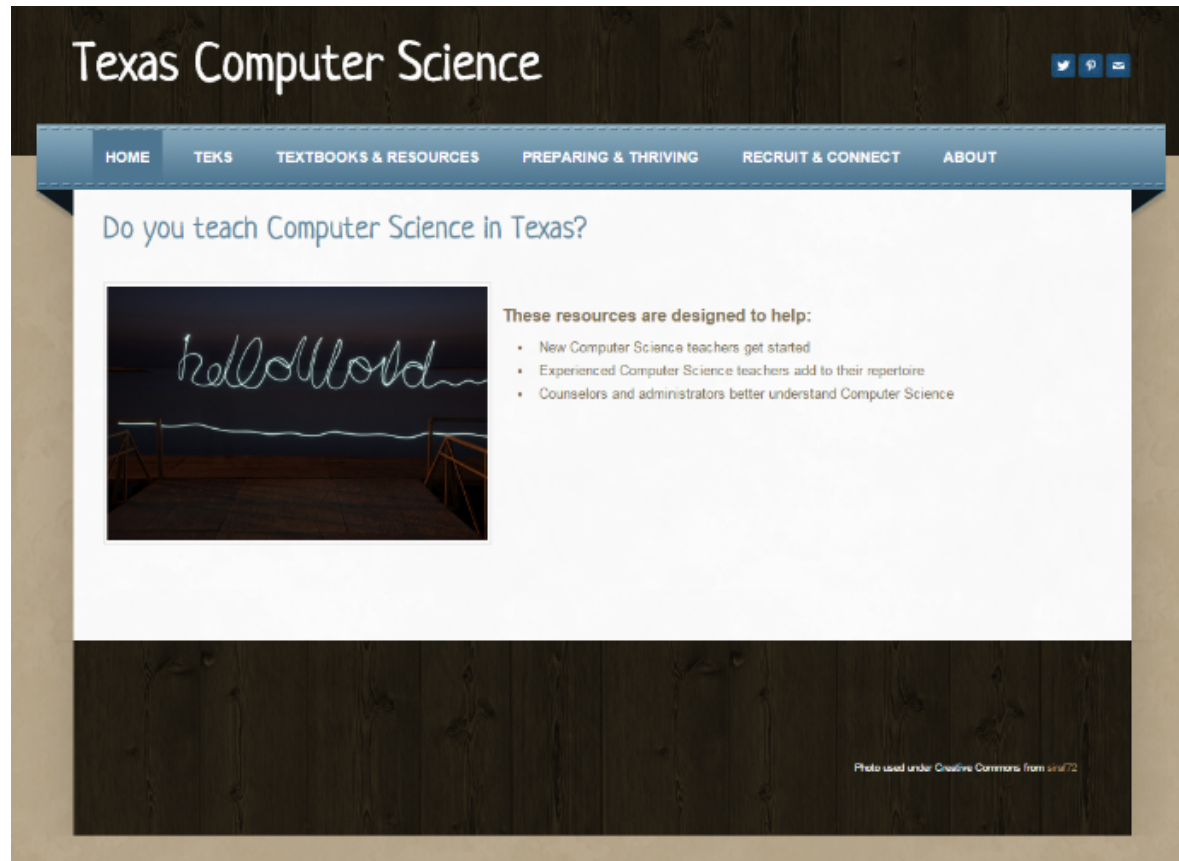 Texas Computer Science
HOME TEKS TEXTBOOKS & RESOURCES PREPARING & THRIVING RECRUIT & CONNECT ABOUT
Do you teach Computer Science in Texas?
helloWorld
These resources are designed to help:
• New Computer Science teachers get started
• Experienced Computer Science teachers add to their repertoire
• Counselors and administrators better understand Computer Science
Photo used under Creative Commons from siraf72